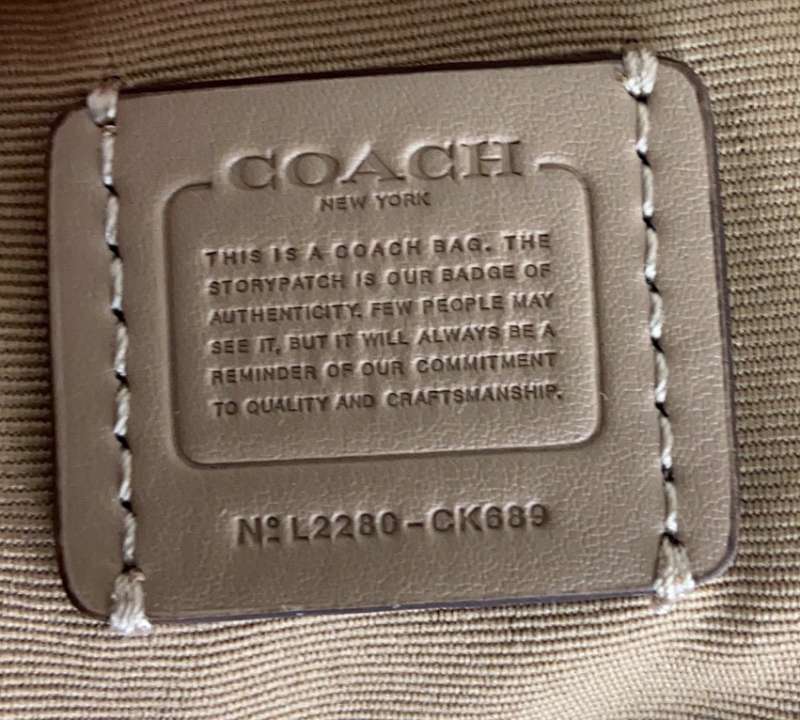 COACH
NEW YORK
THIS IS A COACH BAG. THE
STORYPATCH IS OUR BADGE OF
AUTHENTICITY. FEW PEOPLE MAY
SEE IT, BUT IT WILL ALWAYS BE A
REMINDER OF OUR COMMITMENT
TO QUALITY AND CRAFTSMANSHIP.
Nº L2280-CK689